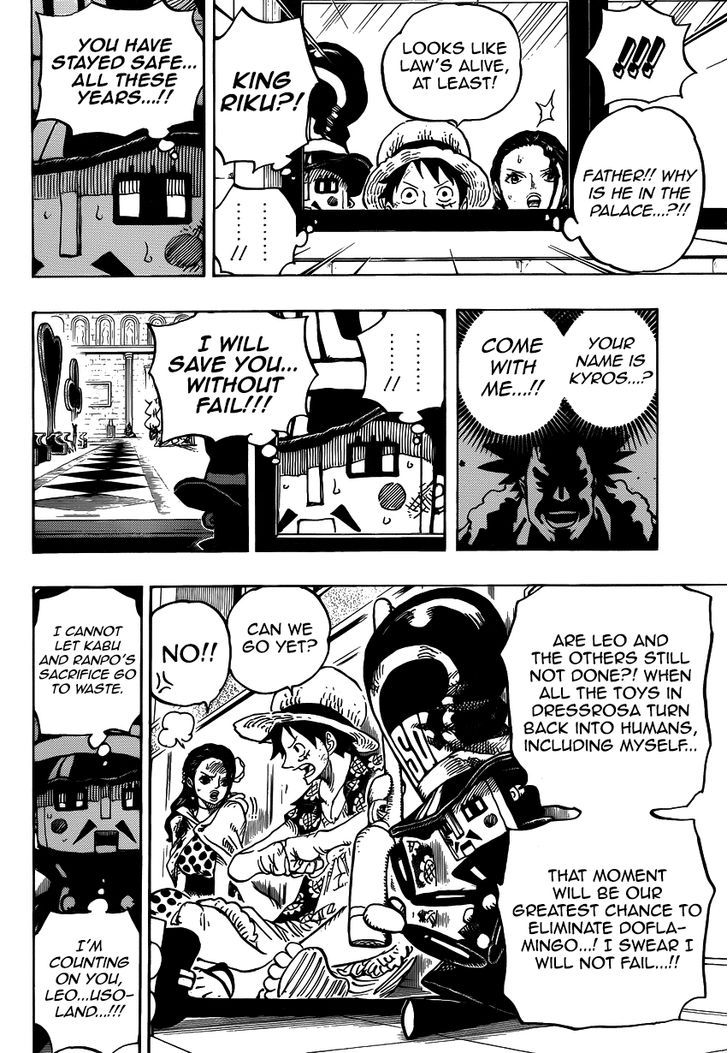 !!!
FATHER!! WHY
IS HE IN THE
PALACE...?!!
LOOKS LIKE
LAW'S ALIVE,
AT LEAST!
KING
RIKU?!
.......
!!
YOU HAVE
STAYED SAFE...
ALL THESE
YEARS...!!
YOUR
NAME IS
KYROS...?
COME
WITH
ME...!!
.......
!!
I WILL
SAVE YOU...
WITHOUT
FAIL!!!
ARE LEO AND
THE OTHERS STILL
NOT DONE?! WHEN
ALL THE TOYS IN
DRESSROSA TURN
BACK INTO HUMANS,
INCLUDING MYSELF...
THAT MOMENT
WILL BE OUR
GREATEST CHANCE TO
ELIMINATE DOFLA-
MINGO...! I SWEAR I
WILL NOT FAIL...!!
CAN WE
GO YET?
NO!!
I CANNOT
LET KABU
AND RANPO'S
SACRIFICE GO
TO WASTE.
I'M
COUNTING
ON YOU,
LEO...USO-
LAND...!!!